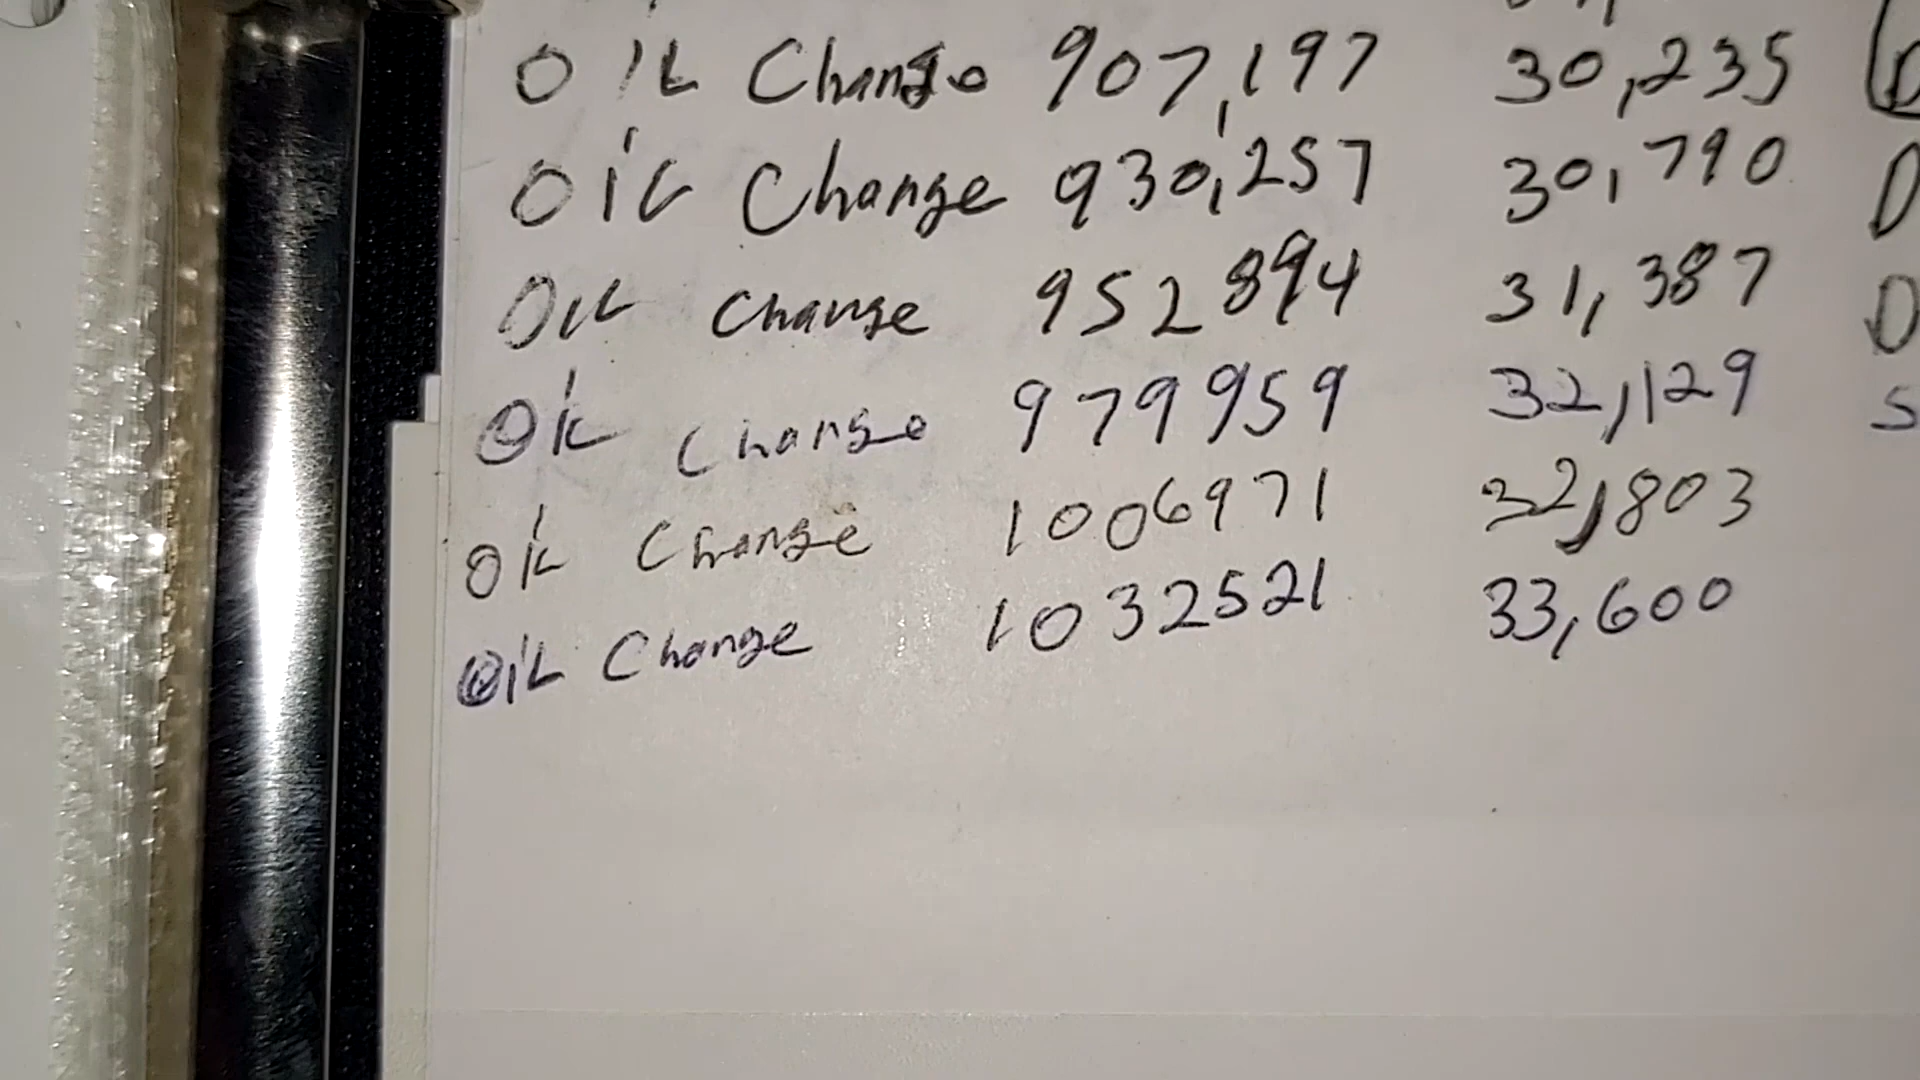 OIL Change 907,197 30,235
OIL Change 930,257 30,790
OIL Change 952894 31,387
OIL Change 979959 32,129
OIL Change 1006971 32,803
OIL Change 1032521 33,600